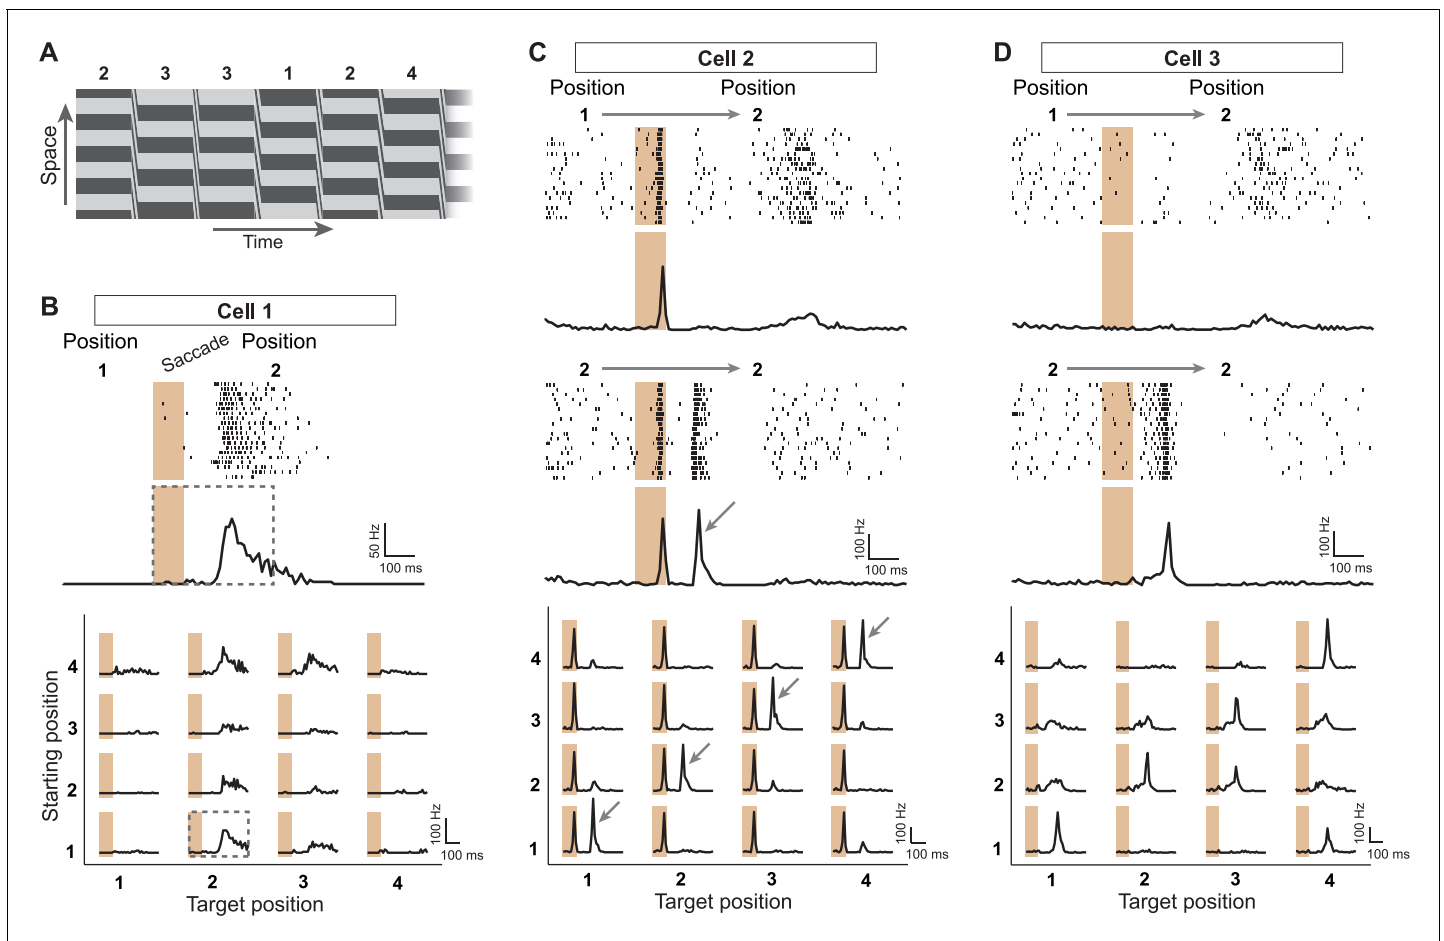 A
2 3 3 1 2 4
Space
Time
B
Cell 1
Position Position
Saccade
1 2
50 Hz
100 ms
Starting position
4
3
2
1
100 Hz
100 ms
1 2 3 4
Target position
C
Cell 2
Position Position
1 2
2 2
100 Hz
100 ms
4
3
2
1
100 Hz
100 ms
1 2 3 4
Target position
D
Cell 3
Position Position
1 2
2 2
100 Hz
100 ms
4
3
2
1
100 Hz
100 ms
1 2 3 4
Target position